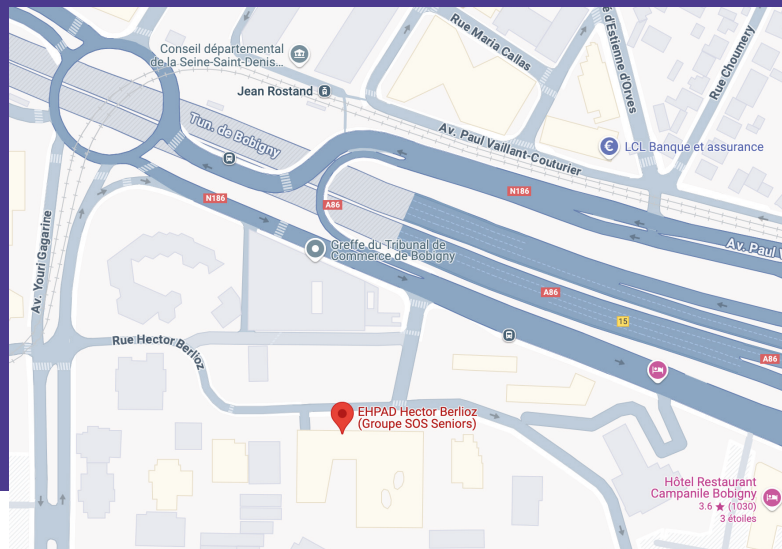 Conseil départemental
de la Seine-Saint-Denis...
Rue Maria Callas
é d'Estienne d'Orves
Rue Choumery
Jean Rostand
Tun. de Bobigny
Av. Paul Vaillant-Couturier
€ LCL Banque et assurance
N186
A86
N186
Av. Paul V
Greffe du Tribunal de
Commerce de Bobigny
Av. Youri Gagarine
A86
15
A86
Rue Hector Berlioz
EHPAD Hector Berlioz
(Groupe SOS Seniors)
Hôtel Restaurant
Campanile Bobigny
3.6 ★ (1030)
3 étoiles